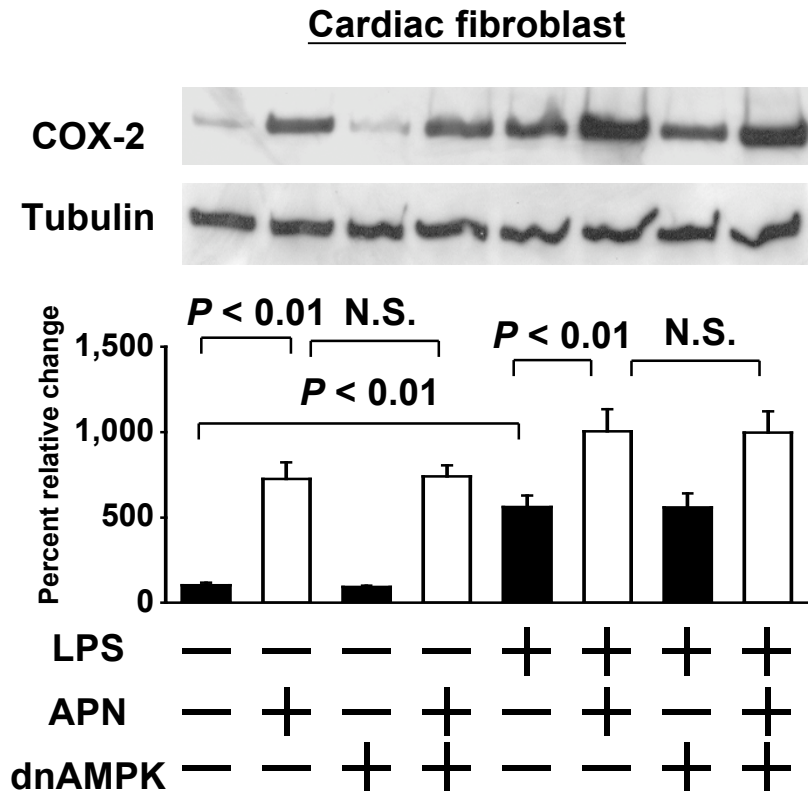 Cardiac fibroblast
COX-2
Tubulin
Percent relative change
P < 0.01 N.S.
P < 0.01 N.S.
P < 0.01
1,500
1,000
500
0
LPS — — — — + + + +
APN — + — + — + — +
dnAMPK — — + + — — + +